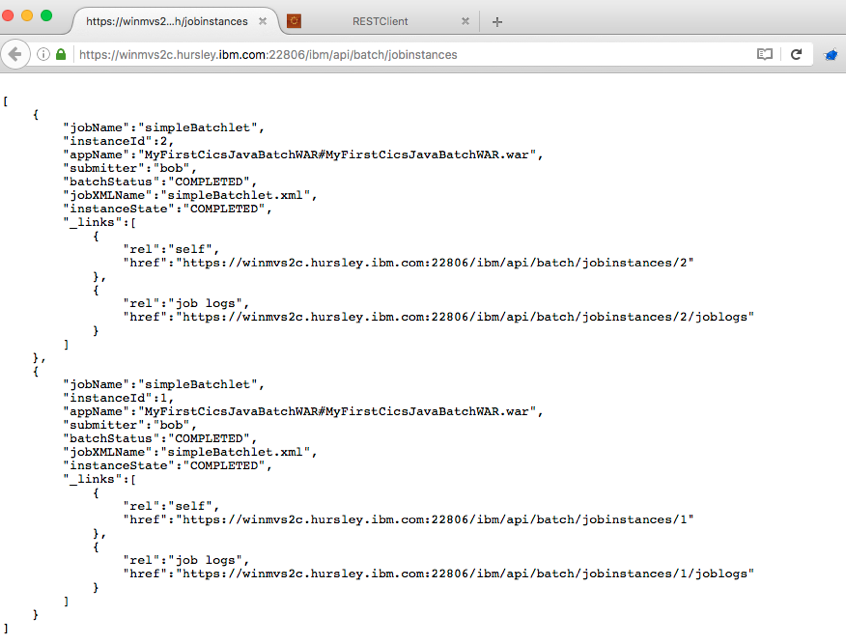 https://winmvs2...h/jobinstances
RESTClient
https://winmvs2c.hursley.ibm.com:22806/ibm/api/batch/jobinstances
[
{
"jobName":"simpleBatchlet",
"instanceId":2,
"appName":"MyFirstCicsJavaBatchWAR#MyFirstCicsJavaBatchWAR.war",
"submitter":"bob",
"batchStatus":"COMPLETED",
"jobXMLName":"simpleBatchlet.xml",
"instanceState":"COMPLETED",
"_links":[
{
"rel":"self",
"href":"https://winmvs2c.hursley.ibm.com:22806/ibm/api/batch/jobinstances/2"
},
{
"rel":"job logs",
"href":"https://winmvs2c.hursley.ibm.com:22806/ibm/api/batch/jobinstances/2/joblogs"
}
]
},
{
"jobName":"simpleBatchlet",
"instanceId":1,
"appName":"MyFirstCicsJavaBatchWAR#MyFirstCicsJavaBatchWAR.war",
"submitter":"bob",
"batchStatus":"COMPLETED",
"jobXMLName":"simpleBatchlet.xml",
"instanceState":"COMPLETED",
"_links":[
{
"rel":"self",
"href":"https://winmvs2c.hursley.ibm.com:22806/ibm/api/batch/jobinstances/1"
},
{
"rel":"job logs",
"href":"https://winmvs2c.hursley.ibm.com:22806/ibm/api/batch/jobinstances/1/joblogs"
}
]
}
]